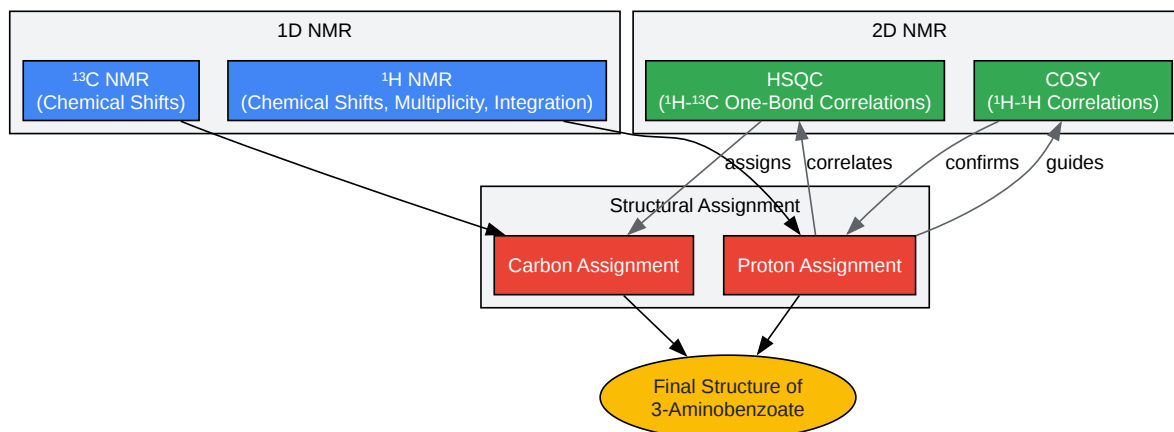 1D NMR
2D NMR
¹³C NMR
(Chemical Shifts)
¹H NMR
(Chemical Shifts, Multiplicity, Integration)
HSQC
(¹H-¹³C One-Bond Correlations)
COSY
(¹H-¹H Correlations)
assigns
correlates
confirms
guides
Structural Assignment
Carbon Assignment
Proton Assignment
Final Structure of
3-Aminobenzoate